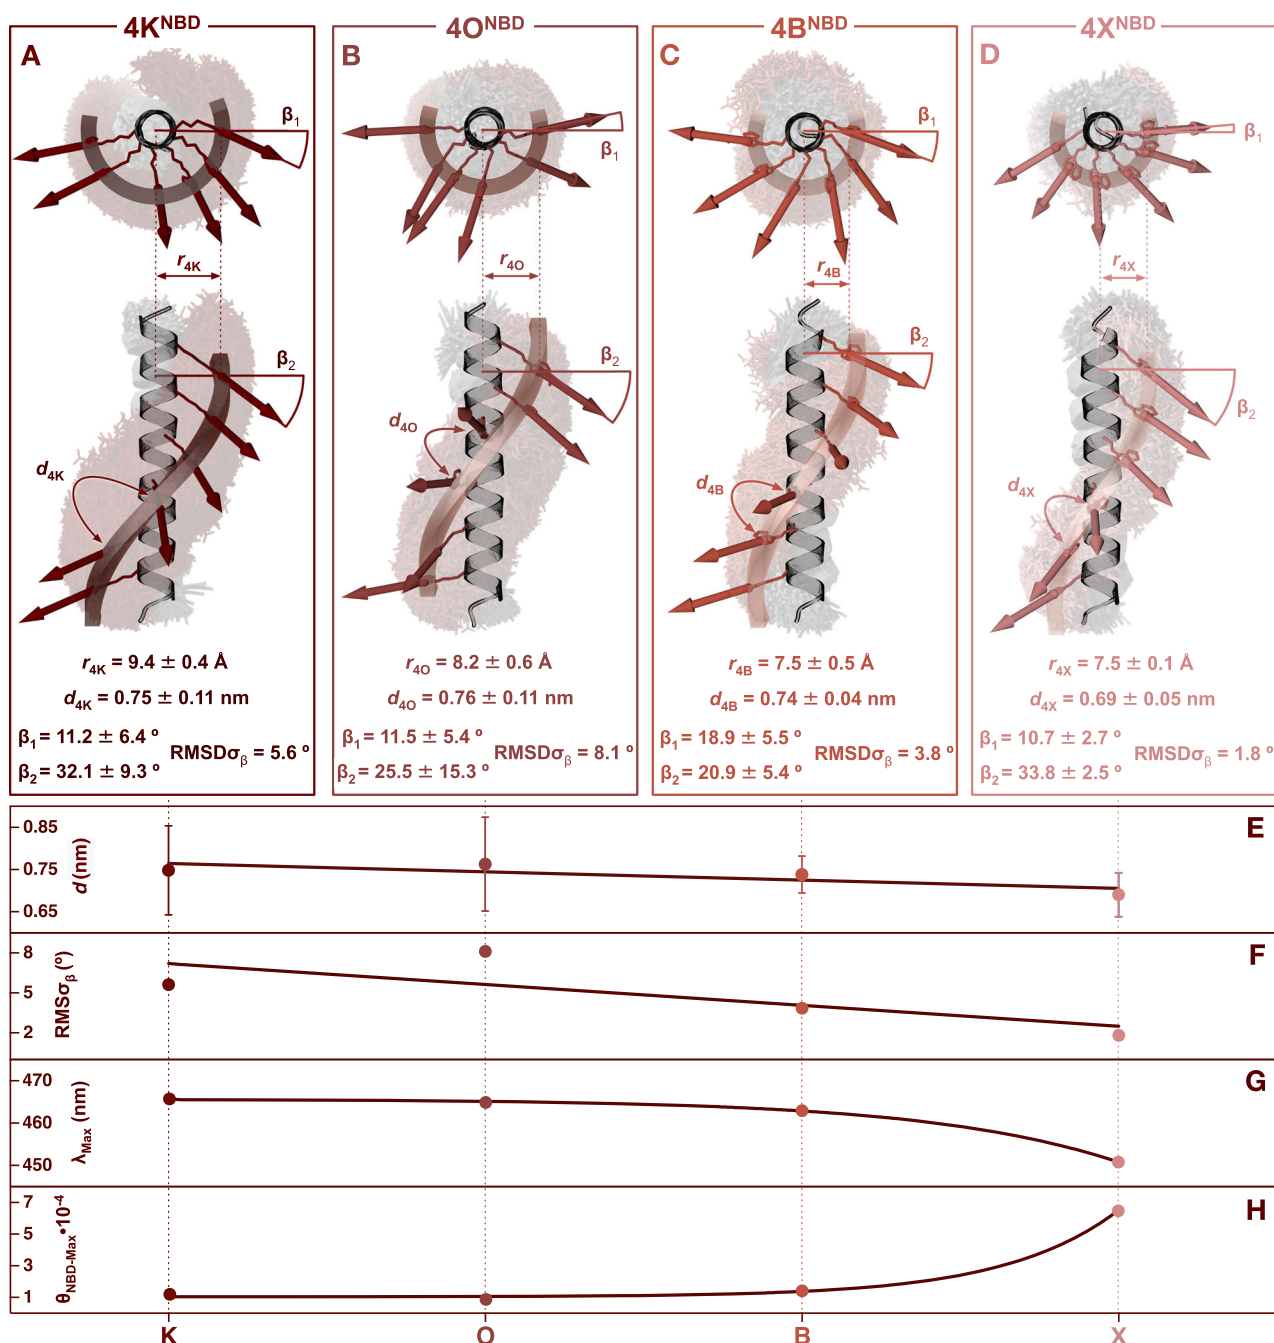 4K^NBD
A
β₁
r₄K
β₂
d₄K
r₄K = 9.4 ± 0.4 Å
d₄K = 0.75 ± 0.11 nm
β₁ = 11.2 ± 6.4 º
β₂ = 32.1 ± 9.3 º
RMSDσβ = 5.6 º
4O^NBD
B
β₁
r₄O
β₂
d₄O
r₄O = 8.2 ± 0.6 Å
d₄O = 0.76 ± 0.11 nm
β₁ = 11.5 ± 5.4 º
β₂ = 25.5 ± 15.3 º
RMSDσβ = 8.1 º
4B^NBD
C
β₁
r₄B
β₂
d₄B
r₄B = 7.5 ± 0.5 Å
d₄B = 0.74 ± 0.04 nm
β₁ = 18.9 ± 5.5 º
β₂ = 20.9 ± 5.4 º
RMSDσβ = 3.8 º
4X^NBD
D
β₁
r₄X
β₂
d₄X
r₄X = 7.5 ± 0.1 Å
d₄X = 0.69 ± 0.05 nm
β₁ = 10.7 ± 2.7 º
β₂ = 33.8 ± 2.5 º
RMSDσβ = 1.8 º
E
d (nm)
0.85
0.75
0.65
F
RMSσβ (º)
8
5
2
G
λMax (nm)
470
460
450
H
θNBD-Max•10⁻⁴
7
5
3
1
K O B X